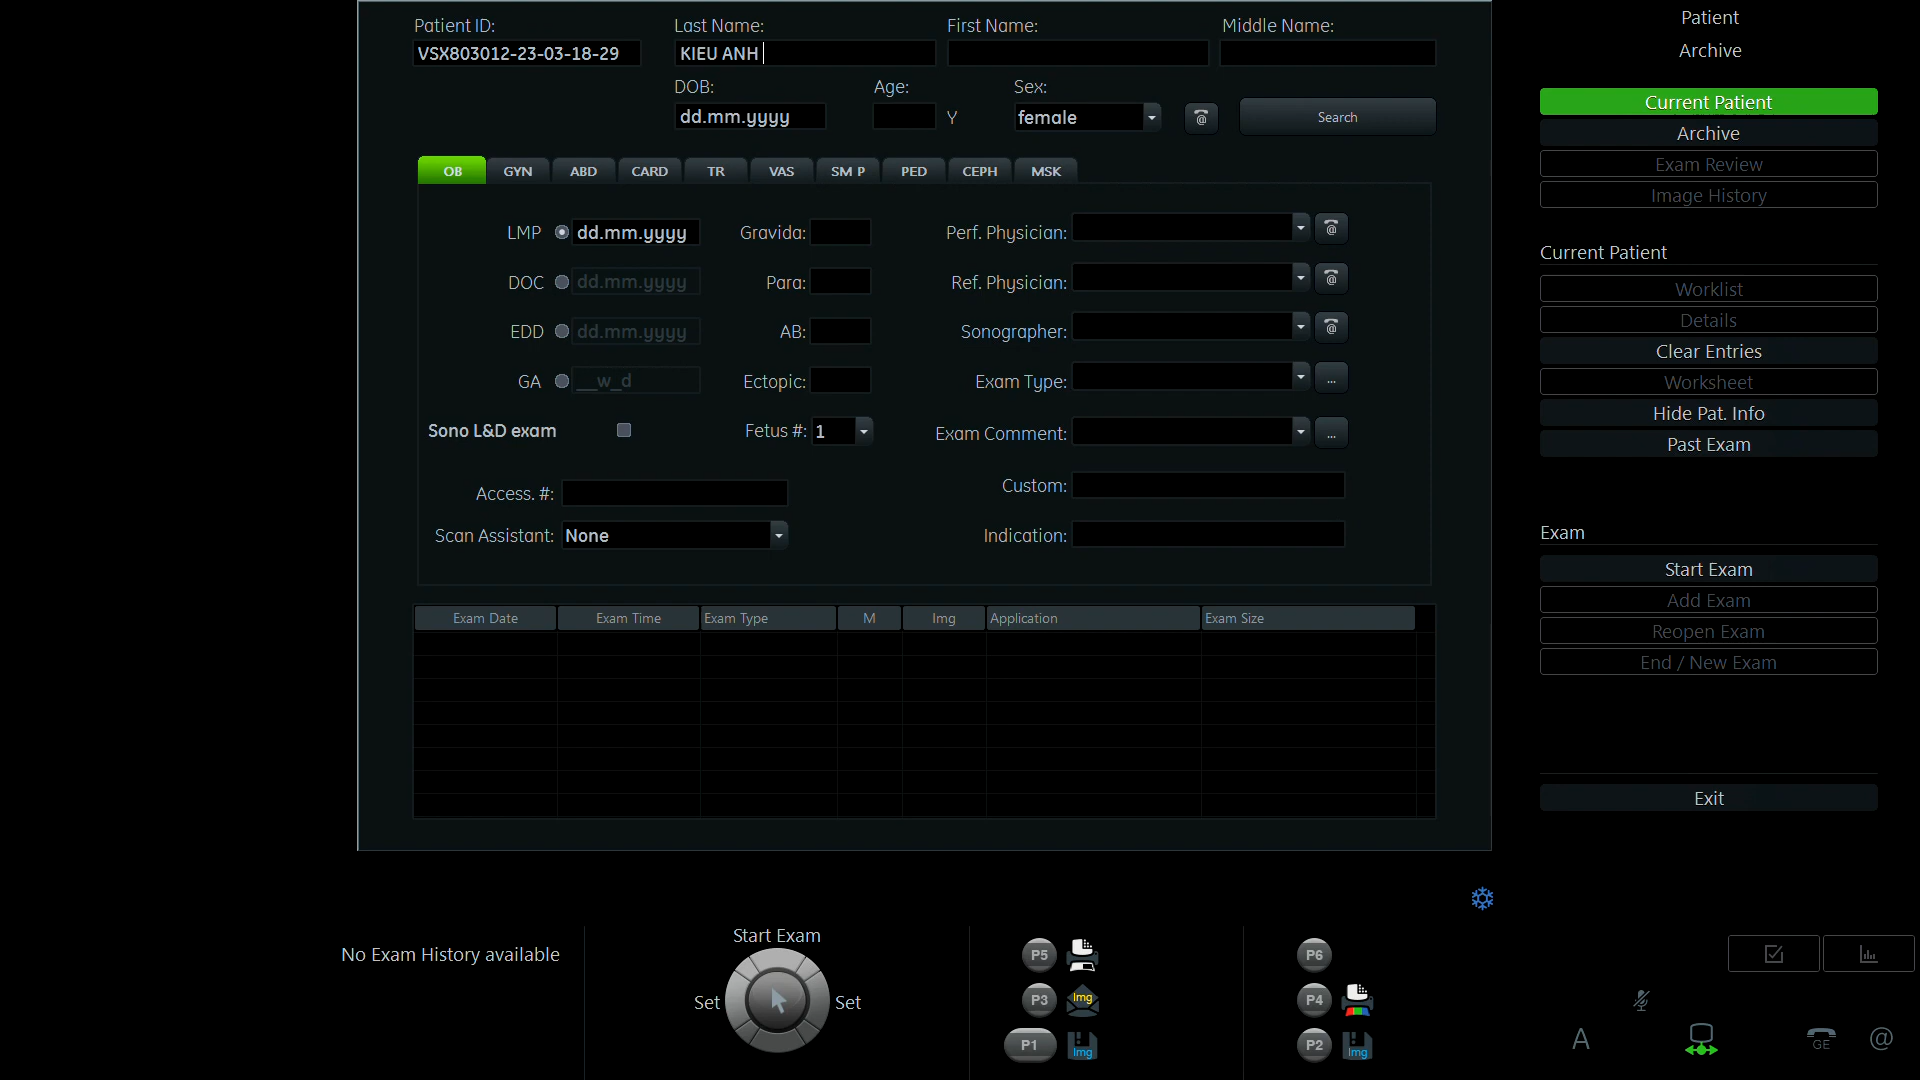 Patient ID: Last Name: First Name: Middle Name:
VSX803012-23-03-18-29 KIEU ANH
DOB: Age: Sex:
dd.mm.yyyy Y female @ Search
OB GYN ABD CARD TR VAS SM P PED CEPH MSK
LMP dd.mm.yyyy Gravida: Perf. Physician: @
DOC dd.mm.yyyy Para: Ref. Physician: @
EDD dd.mm.yyyy AB: Sonographer: @
GA __w_d Ectopic: Exam Type: ...
Sono L&D exam Fetus #: 1 Exam Comment: ...
Access. #: Custom:
Scan Assistant: None Indication:
Exam Date Exam Time Exam Type M Img Application Exam Size
Patient
Archive
Current Patient
Archive
Exam Review
Image History
Current Patient
Worklist
Details
Clear Entries
Worksheet
Hide Pat. Info
Past Exam
Exam
Start Exam
Add Exam
Reopen Exam
End / New Exam
Exit
No Exam History available
Start Exam
Set Set
P5
P3 Img
P1 Img
P6
P4
P2 Img
A GE @